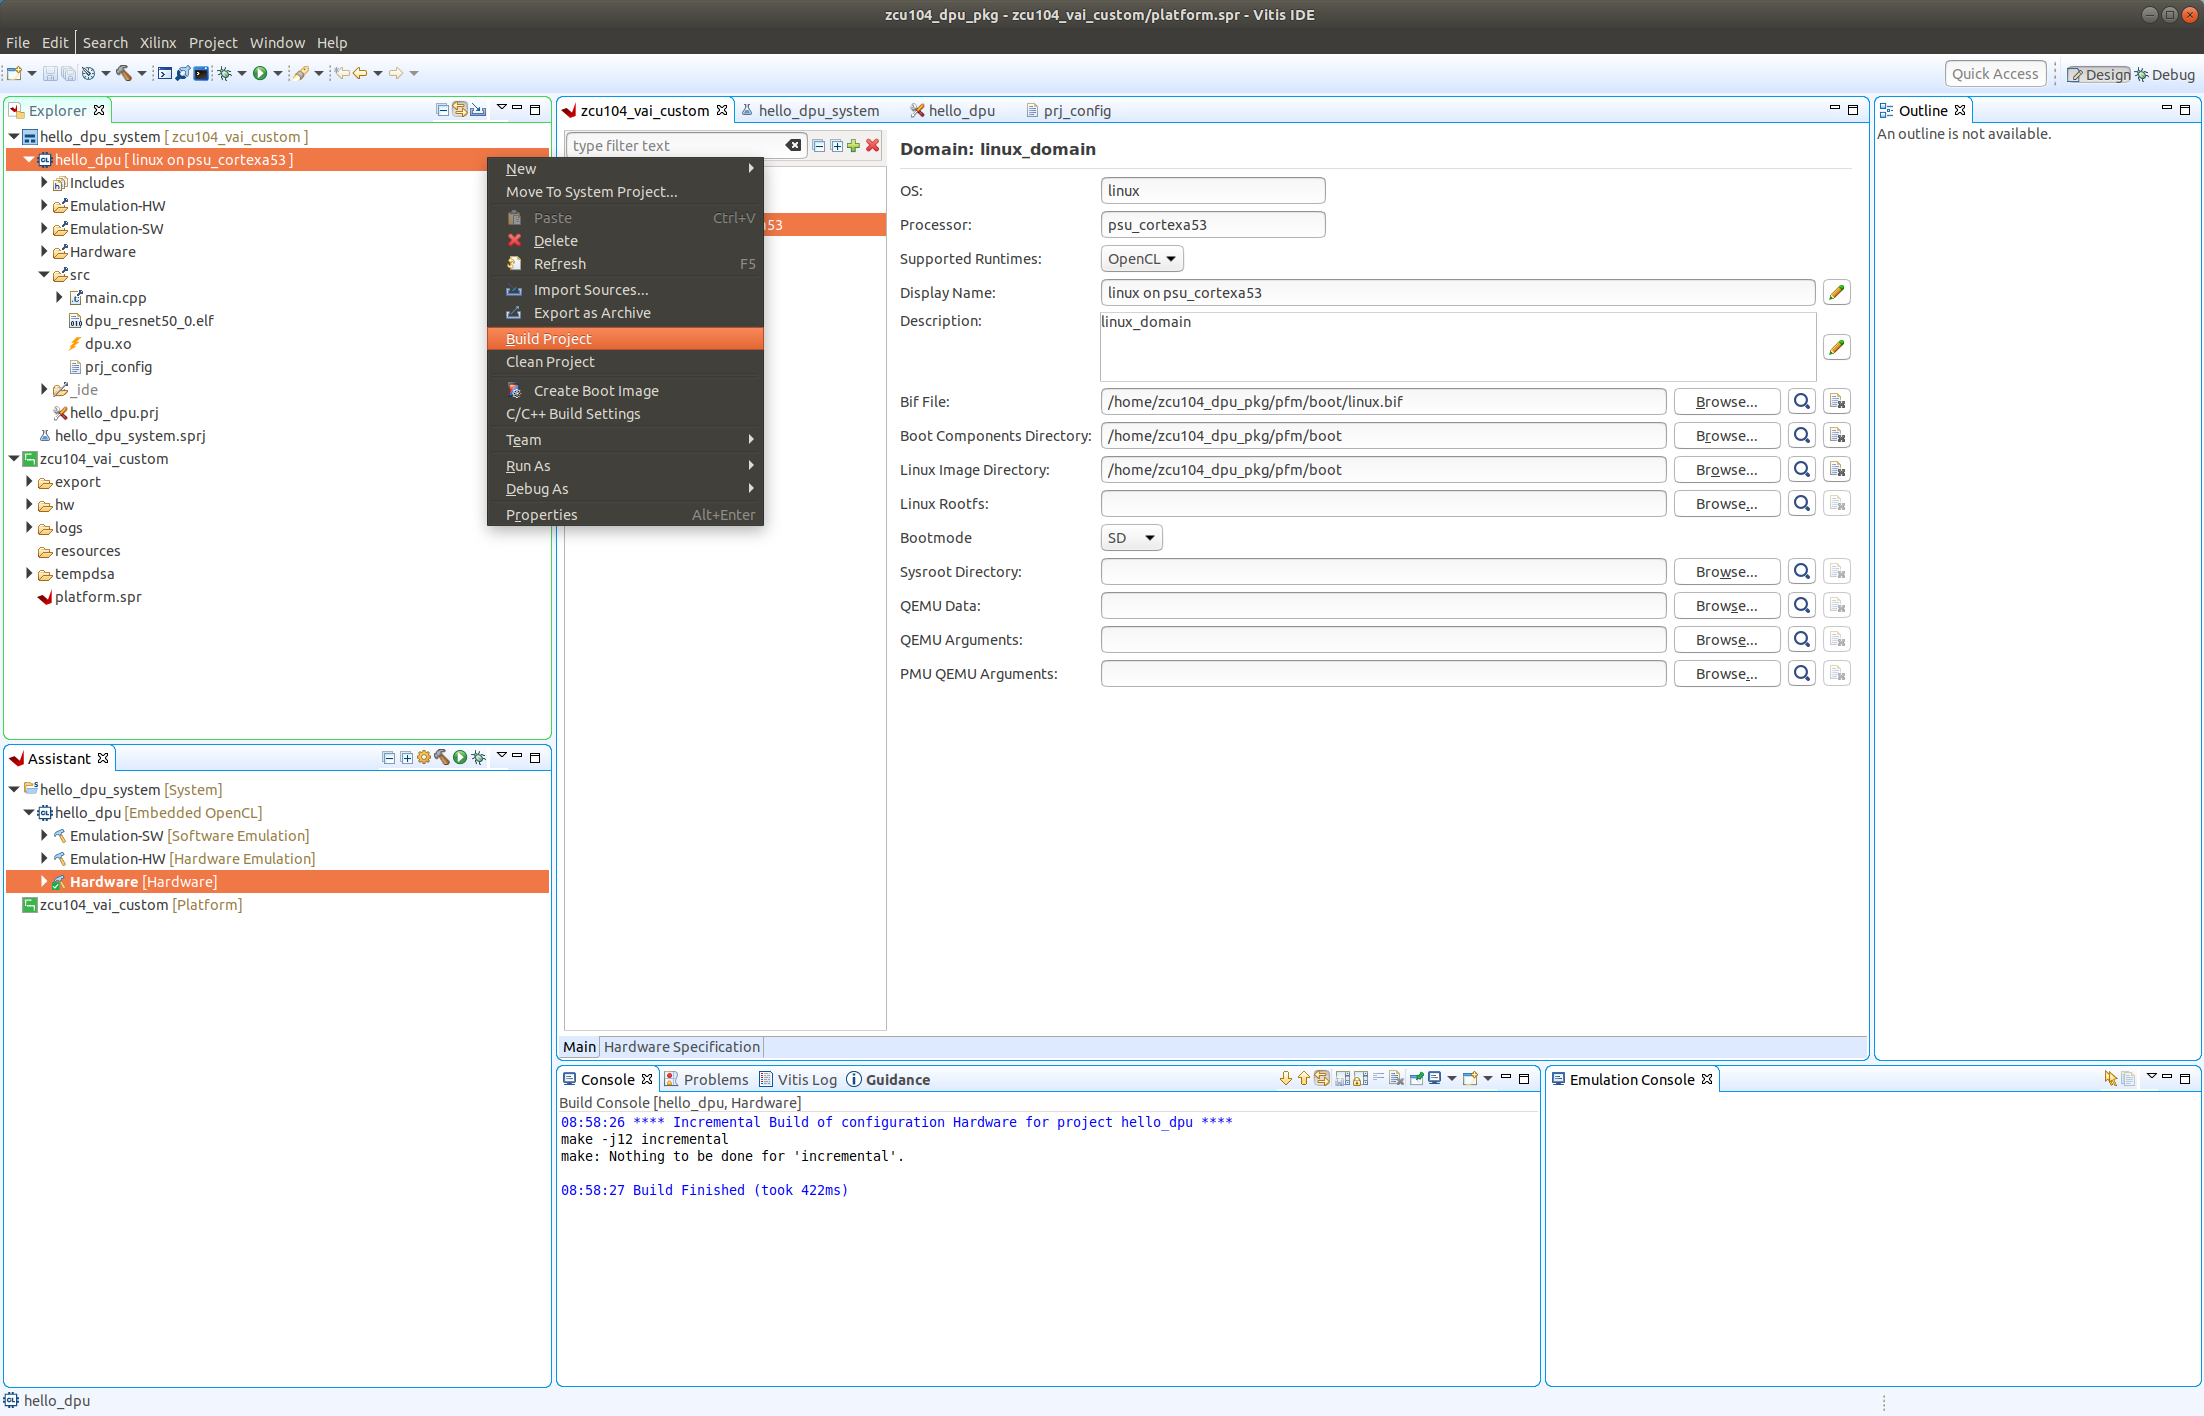 zcu104_dpu_pkg - zcu104_vai_custom/platform.spr - Vitis IDE
File Edit Search Xilinx Project Window Help
Quick Access Design Debug
Explorer
hello_dpu_system [ zcu104_vai_custom ]
hello_dpu [ linux on psu_cortexa53 ]
Includes
Emulation-HW
Emulation-SW
Hardware
src
main.cpp
dpu_resnet50_0.elf
dpu.xo
prj_config
_ide
hello_dpu.prj
hello_dpu_system.sprj
zcu104_vai_custom
export
hw
logs
resources
tempdsa
platform.spr
New
Move To System Project...
Paste Ctrl+V
Delete
Refresh F5
Import Sources...
Export as Archive
Build Project
Clean Project
Create Boot Image
C/C++ Build Settings
Team
Run As
Debug As
Properties Alt+Enter
zcu104_vai_custom hello_dpu_system hello_dpu prj_config
type filter text
53
Domain: linux_domain
OS: linux
Processor: psu_cortexa53
Supported Runtimes: OpenCL
Display Name: linux on psu_cortexa53
Description: linux_domain
Bif File: /home/zcu104_dpu_pkg/pfm/boot/linux.bif Browse...
Boot Components Directory: /home/zcu104_dpu_pkg/pfm/boot Browse...
Linux Image Directory: /home/zcu104_dpu_pkg/pfm/boot Browse...
Linux Rootfs: Browse...
Bootmode SD
Sysroot Directory: Browse...
QEMU Data: Browse...
QEMU Arguments: Browse...
PMU QEMU Arguments: Browse...
Main Hardware Specification
Outline
An outline is not available.
Assistant
hello_dpu_system [System]
hello_dpu [Embedded OpenCL]
Emulation-SW [Software Emulation]
Emulation-HW [Hardware Emulation]
Hardware [Hardware]
zcu104_vai_custom [Platform]
Console Problems Vitis Log Guidance
Build Console [hello_dpu, Hardware]
08:58:26 **** Incremental Build of configuration Hardware for project hello_dpu ****
make -j12 incremental
make: Nothing to be done for 'incremental'.
08:58:27 Build Finished (took 422ms)
Emulation Console
hello_dpu